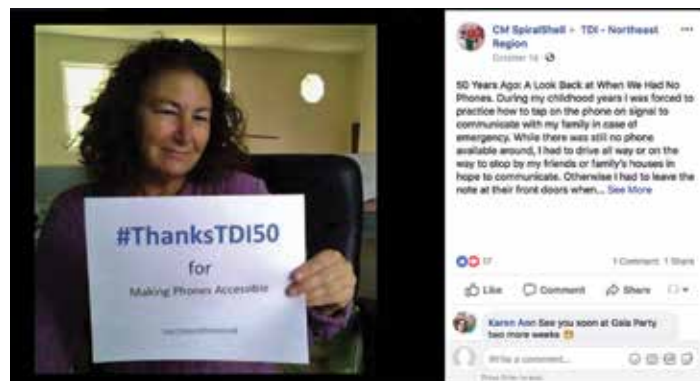 #ThanksTDI50
for
Making Phones Accessible
CM SpiralShell ▸ TDI - Northeast
Region
October 16
50 Years Ago: A Look Back at When We Had No
Phones. During my childhood years I was forced to
practice how to tap on the phone on signal to
communicate with my family in case of
emergency. While there was still no phone
available around, I had to drive all way or on the
way to stop by my friends or family's houses in
hope to communicate. Otherwise I had to leave the
note at their front doors when... See More
17
1 Comment 1 Share
Like Comment Share
Karen Ann See you soon at Gala Party
two more weeks
Write a comment...